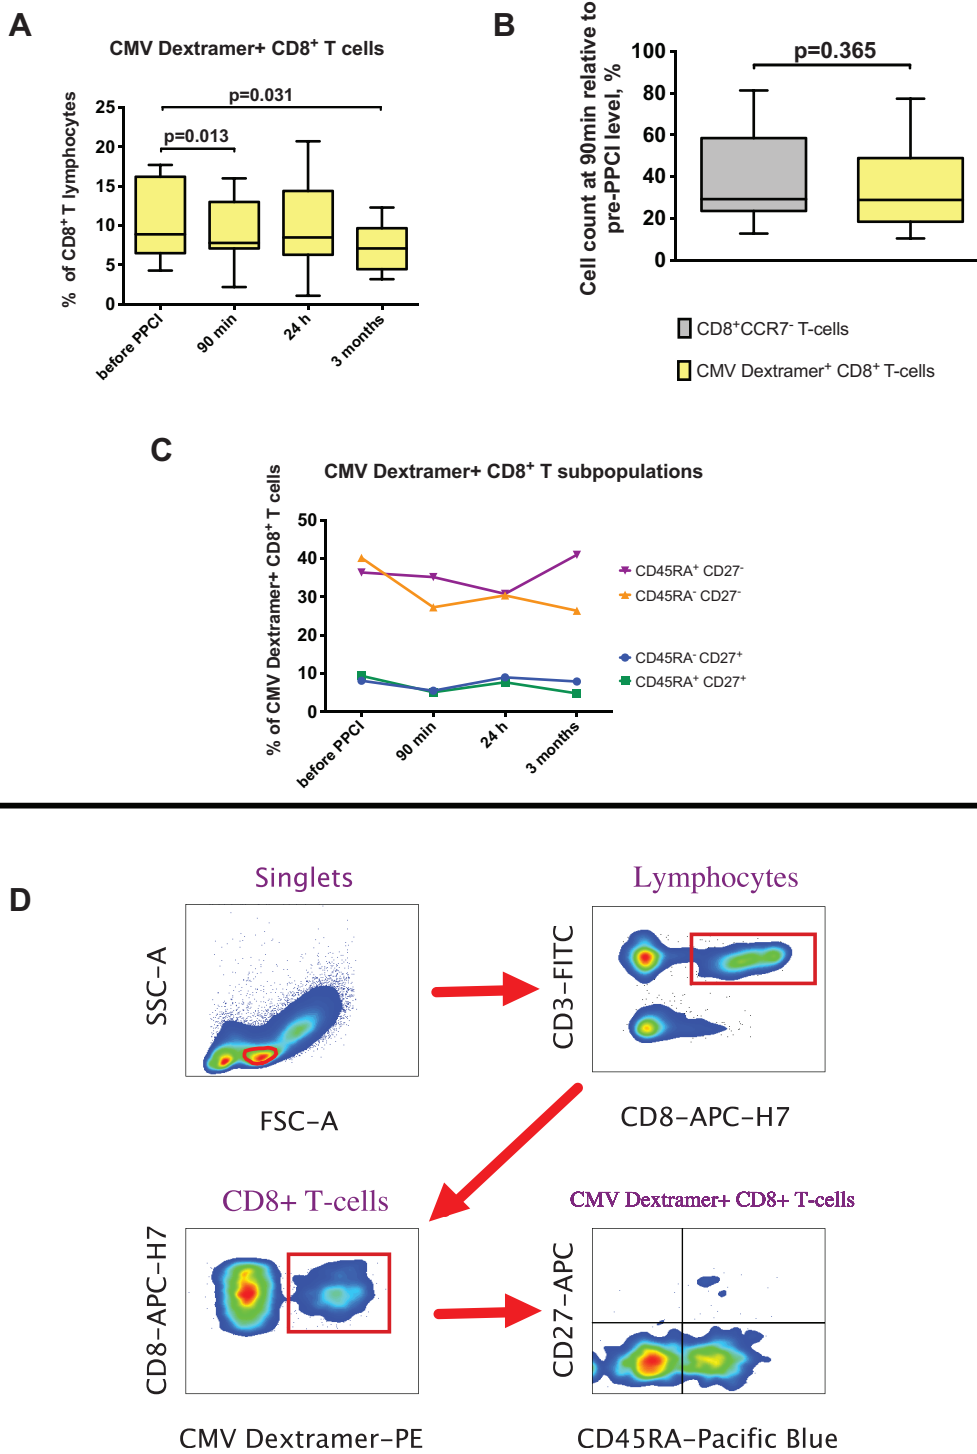 A
CMV Dextramer+ CD8⁺ T cells
% of CD8⁺ T lymphocytes
25
20
15
10
5
0
p=0.031
p=0.013
before PPCI
90 min
24 h
3 months
B
Cell count at 90min relative to
pre-PPCI level, %
100
80
60
40
20
0
p=0.365
CD8⁺CCR7⁻ T-cells
CMV Dextramer⁺ CD8⁺ T-cells
C
CMV Dextramer+ CD8⁺ T subpopulations
% of CMV Dextramer+ CD8⁺ T cells
50
40
30
20
10
0
before PPCI
90 min
24 h
3 months
CD45RA⁺ CD27⁻
CD45RA⁻ CD27⁻
CD45RA⁻ CD27⁺
CD45RA⁺ CD27⁺
D
Singlets
SSC-A
FSC-A
Lymphocytes
CD3-FITC
CD8-APC-H7
CD8+ T-cells
CD8-APC-H7
CMV Dextramer-PE
CMV Dextramer+ CD8+ T-cells
CD27-APC
CD45RA-Pacific Blue